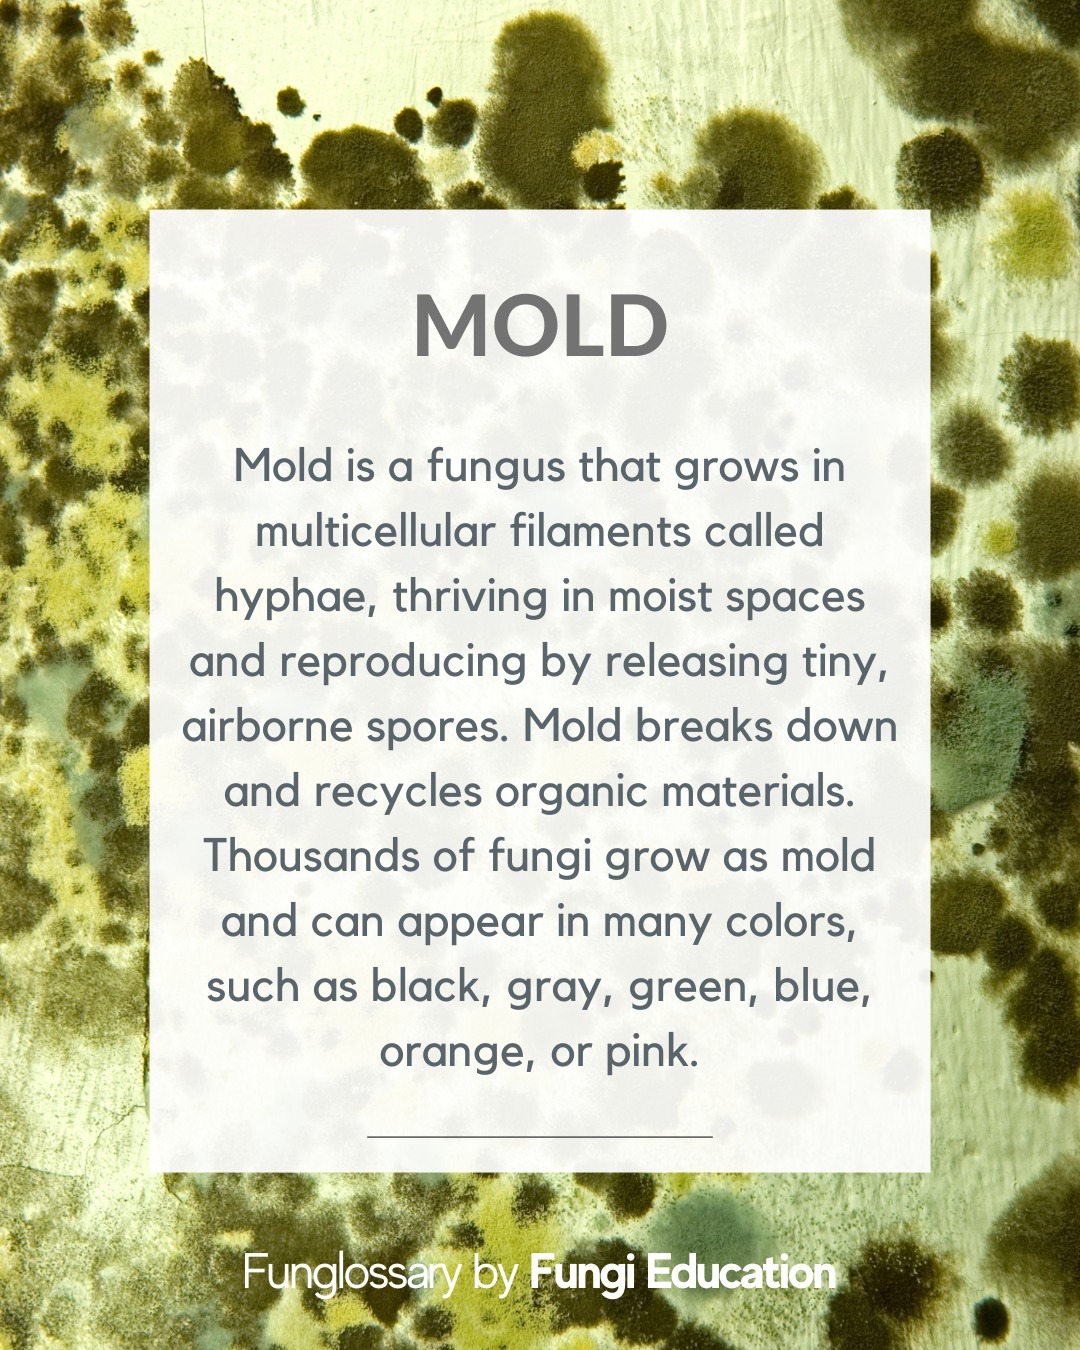 MOLD
Mold is a fungus that grows in
multicellular filaments called
hyphae, thriving in moist spaces
and reproducing by releasing tiny,
airborne spores. Mold breaks down
and recycles organic materials.
Thousands of fungi grow as mold
and can appear in many colors,
such as black, gray, green, blue,
orange, or pink.
Funglossary by Fungi Education